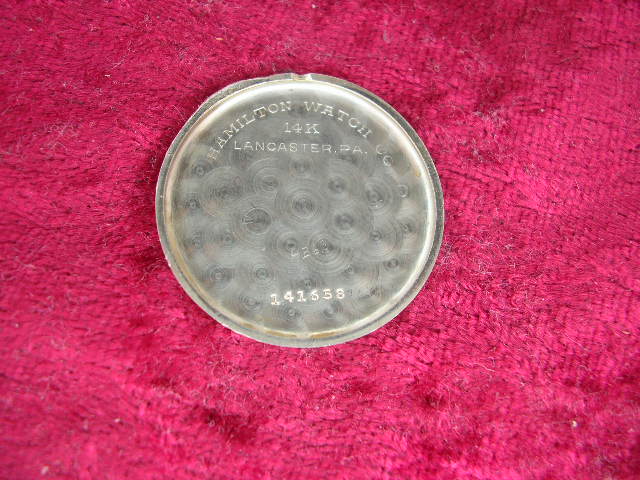 HAMILTON WATCH CO
14K
LANCASTER, PA.
141658